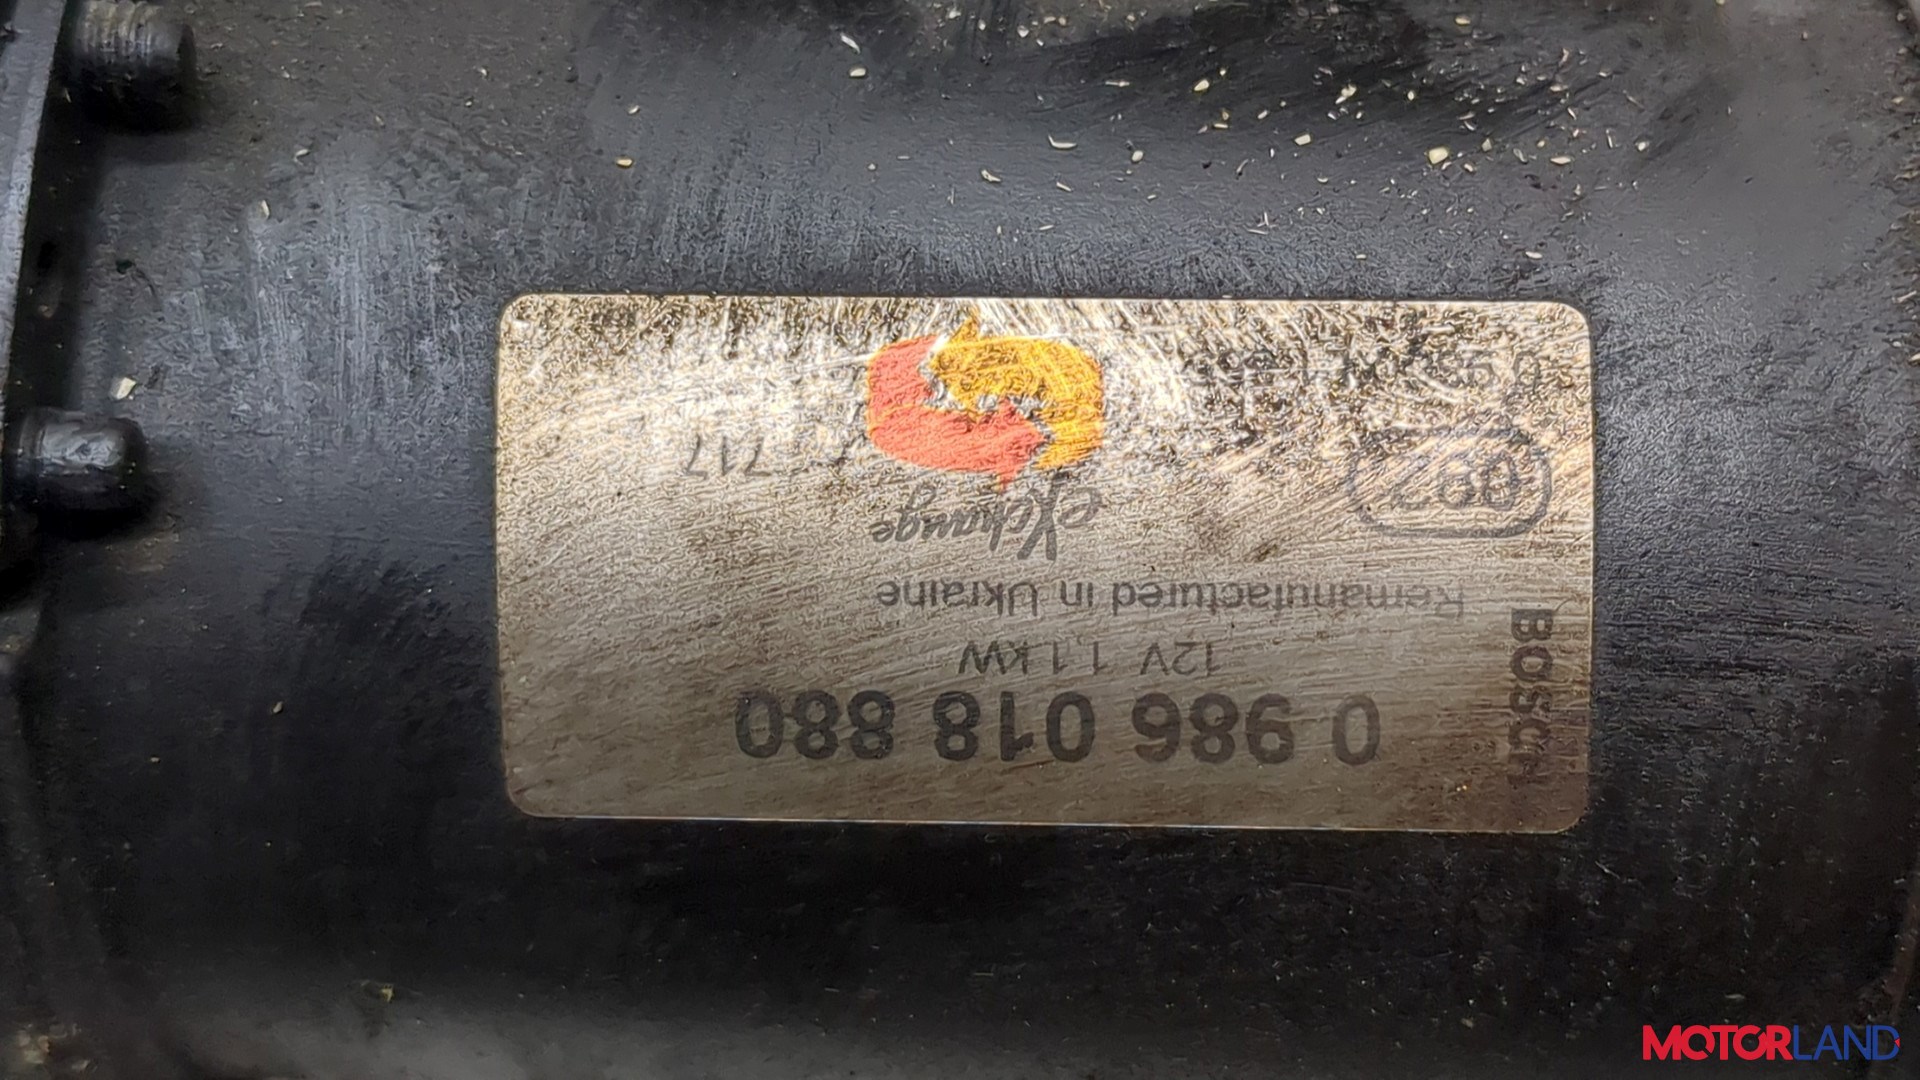 BOSCH
0 986 018 880
12V 1.1 kW
Remanufactured in Ukraine
eXchange
717
MOTORLAND